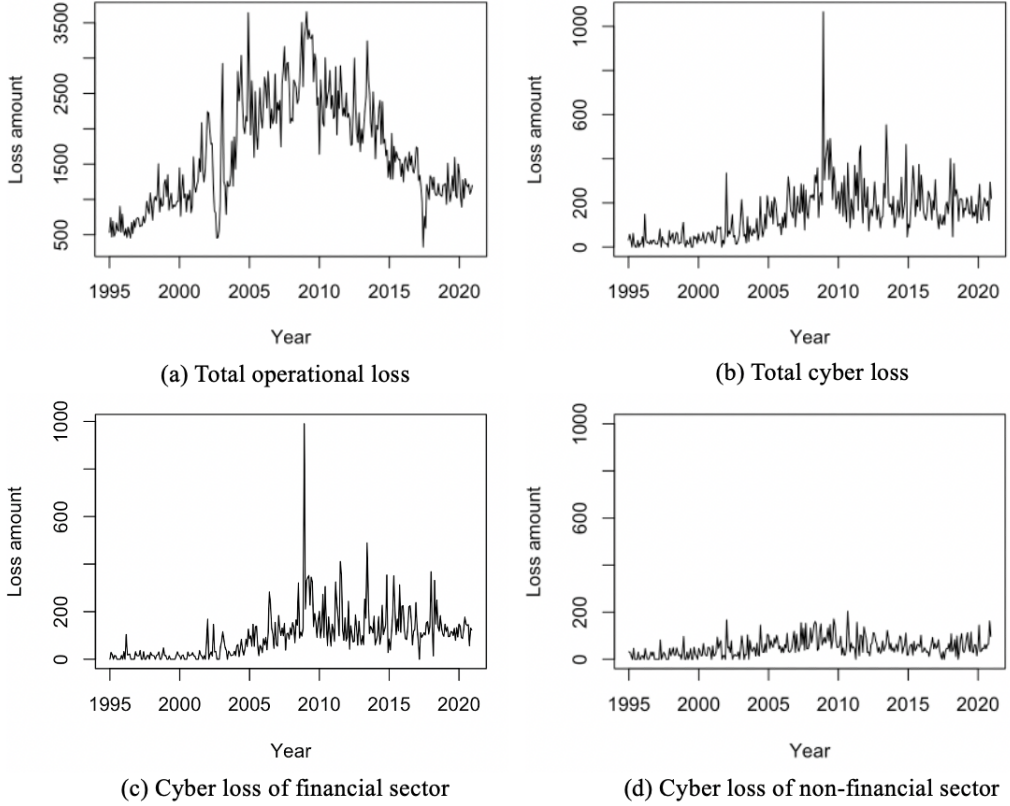 3500
2500
1500
500
Loss amount
1995 2000 2005 2010 2015 2020
Year
(a) Total operational loss
1000
600
200
0
Loss amount
1995 2000 2005 2010 2015 2020
Year
(b) Total cyber loss
1000
600
200
0
Loss amount
1995 2000 2005 2010 2015 2020
Year
(c) Cyber loss of financial sector
1000
600
200
0
Loss amount
1995 2000 2005 2010 2015 2020
Year
(d) Cyber loss of non-financial sector